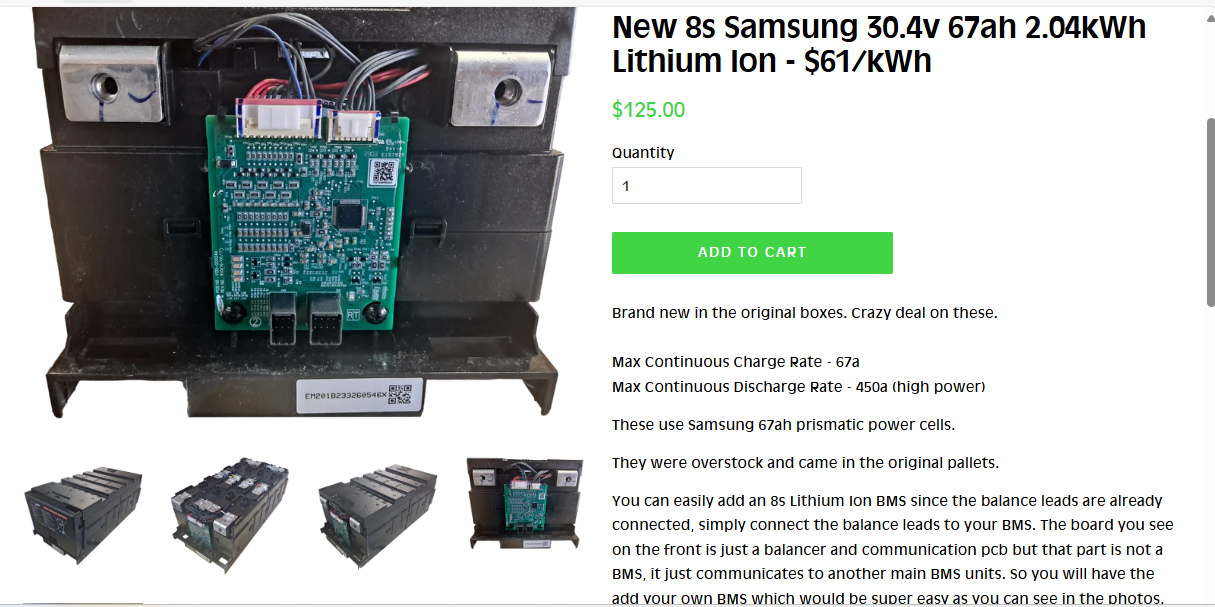 New 8s Samsung 30.4v 67ah 2.04kWh
Lithium Ion - $61/kWh
$125.00
Quantity
1
ADD TO CART
Brand new in the original boxes. Crazy deal on these.
Max Continuous Charge Rate - 67a
Max Continuous Discharge Rate - 450a (high power)
These use Samsung 67ah prismatic power cells.
They were overstock and came in the original pallets.
You can easily add an 8s Lithium Ion BMS since the balance leads are already
connected, simply connect the balance leads to your BMS. The board you see
on the front is just a balancer and communication pcb but that part is not a
BMS, it just communicates to another main BMS units. So you will have the
add your own BMS which would be super easy as you can see in the photos.
2
RT
EM201B233260546X